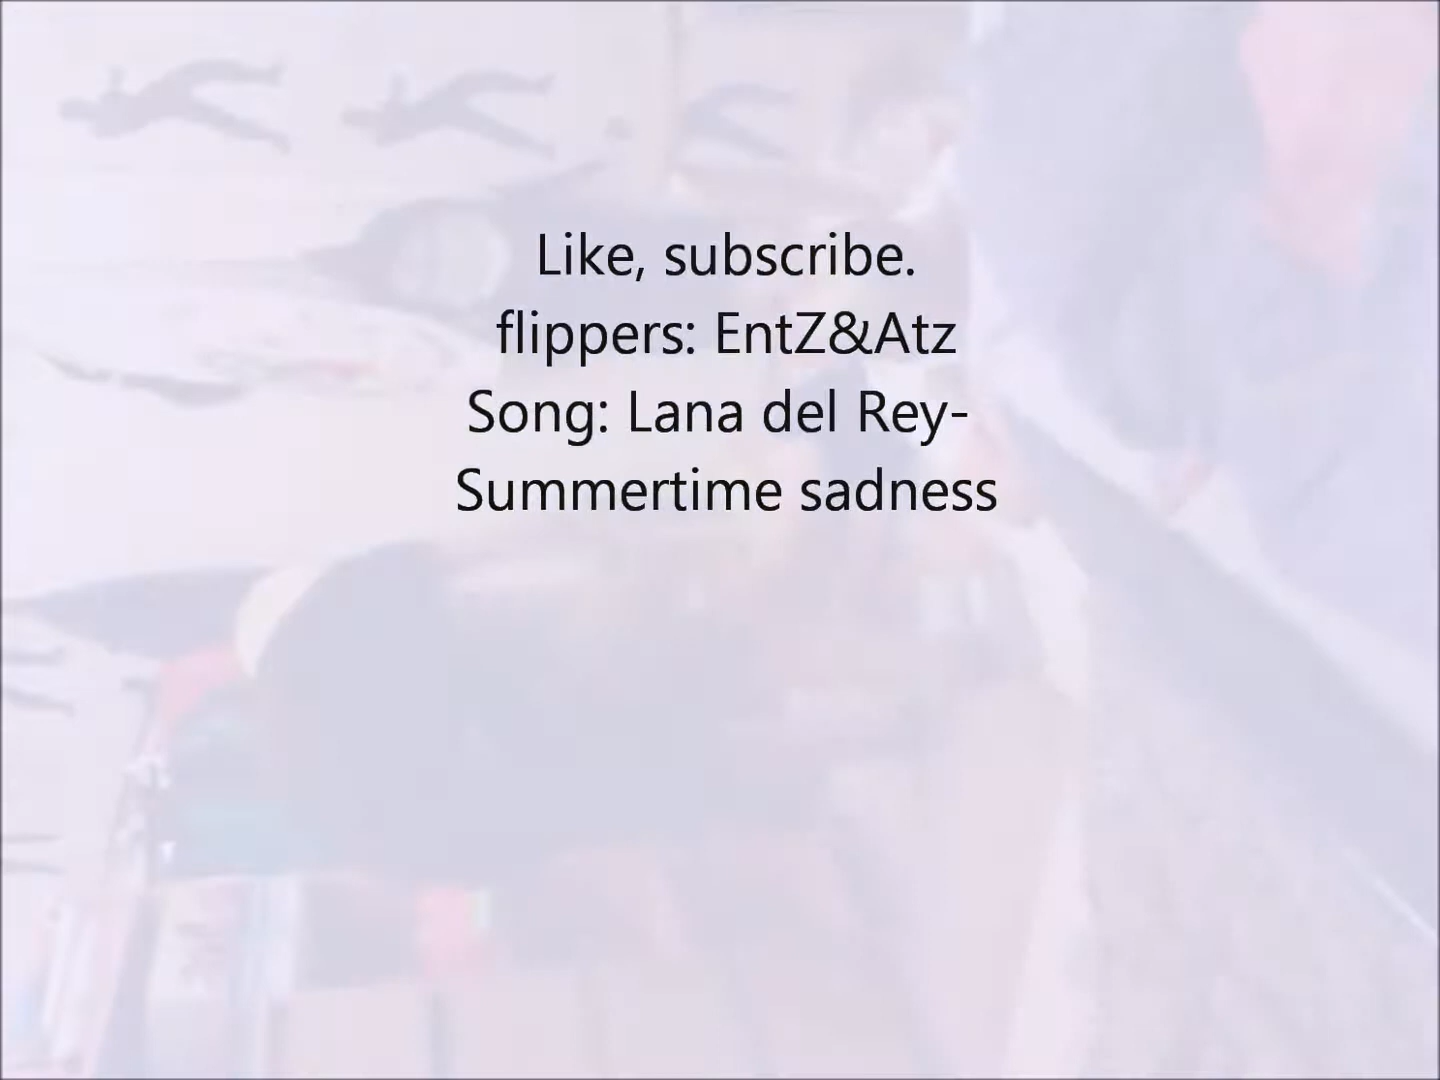 Like, subscribe.
flippers: EntZ&Atz
Song: Lana del Rey-
Summertime sadness